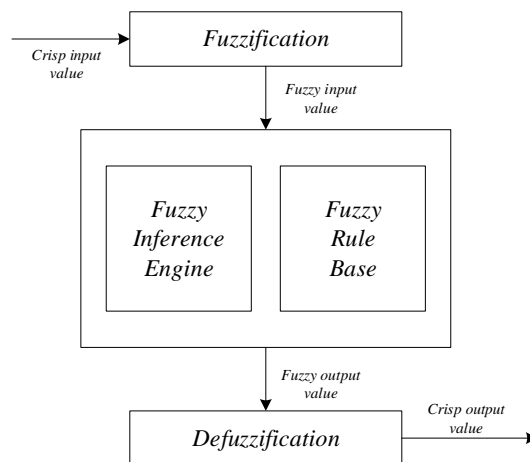 Fuzzification
Crisp input
value
Fuzzy input
value
Fuzzy
Inference
Engine
Fuzzy
Rule
Base
Fuzzy output
value
Crisp output
value
Defuzzification